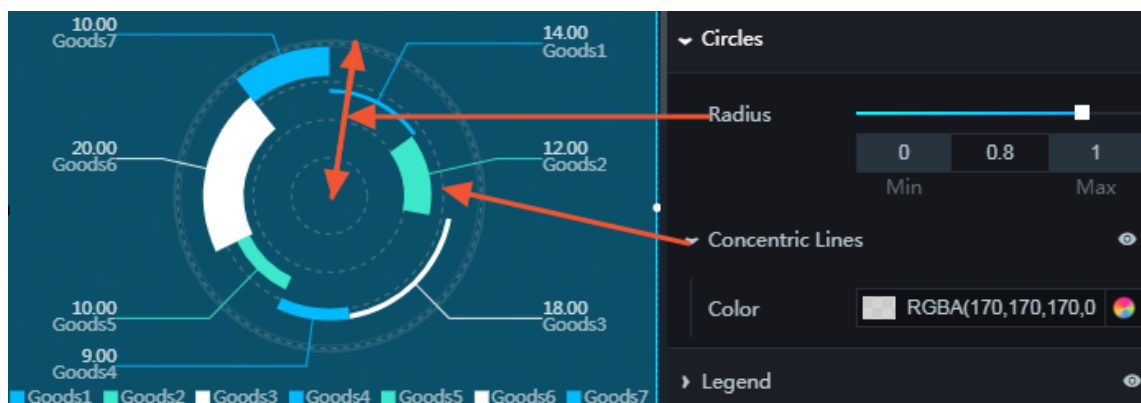 10.00
Goods7
14.00
Goods1
20.00
Goods6
12.00
Goods2
10.00
Goods5
18.00
Goods3
9.00
Goods4
Goods1 Goods2 Goods3 Goods4 Goods5 Goods6 Goods7
Circles
Radius
0 0.8 1
Min Max
Concentric Lines
Color RGBA(170,170,170,0
Legend